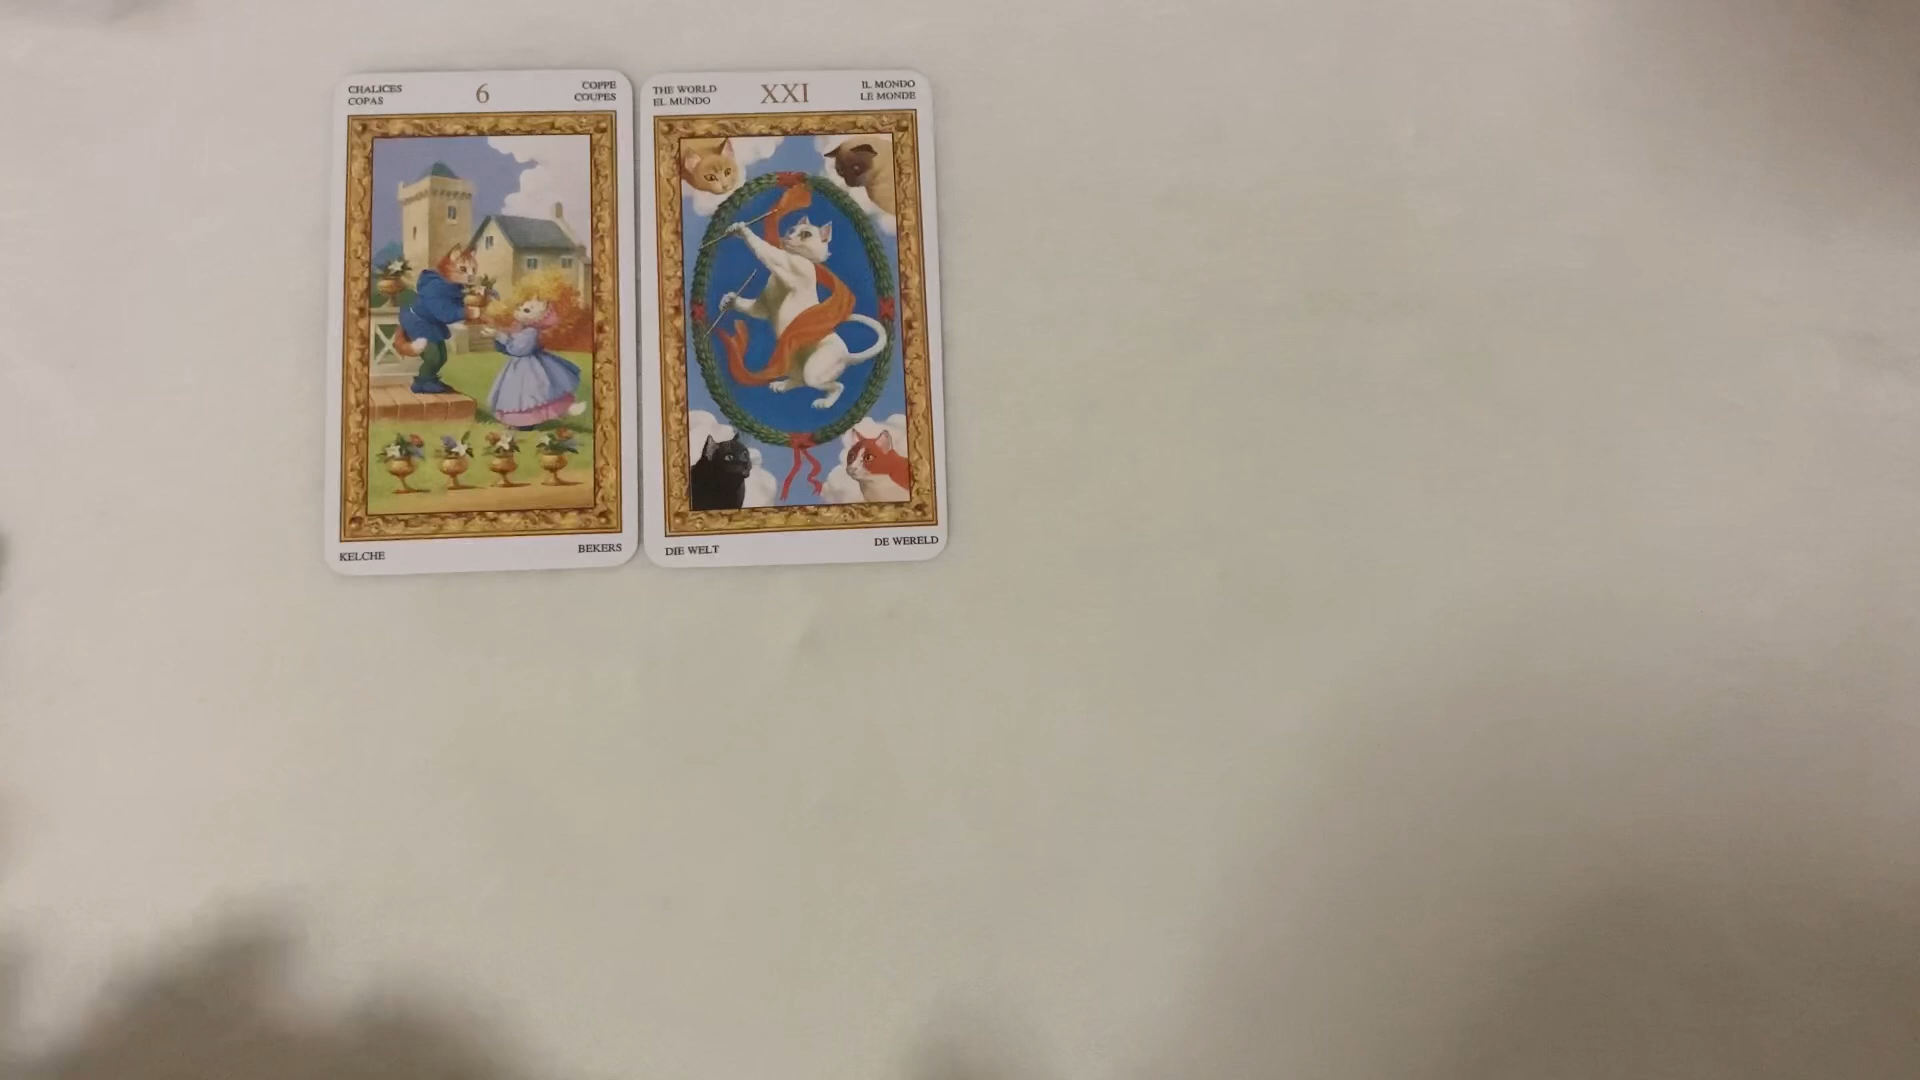 CHALICES
COPAS
6
COPPE
COUPES
KELCHE
BEKERS
THE WORLD
EL MUNDO
XXI
IL MONDO
LE MONDE
DIE WELT
DE WERELD